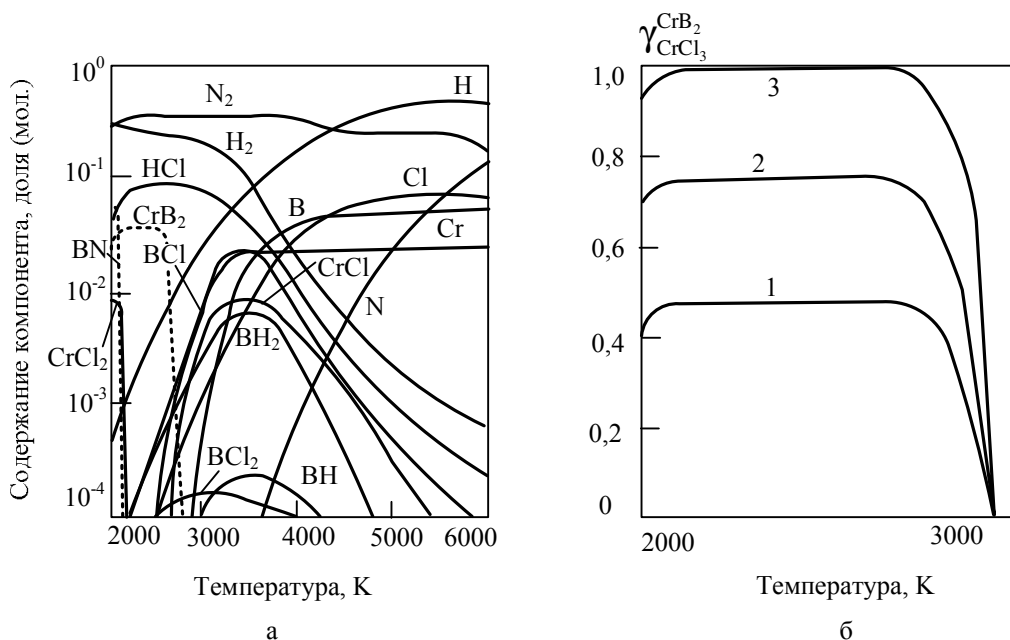 Содержание компонента, доля (мол.)
10⁰
10⁻¹
10⁻²
10⁻³
10⁻⁴
N₂
H
H₂
HCl
Cl
B
CrB₂
Cr
BN
BCl
CrCl
N
CrCl₂
BH₂
BCl₂
BH
2000 3000 4000 5000 6000
Температура, K
а
γ CrB₂ CrCl₃
1,0
0,8
0,6
0,4
0,2
0
3
2
1
2000 3000
Температура, K
б